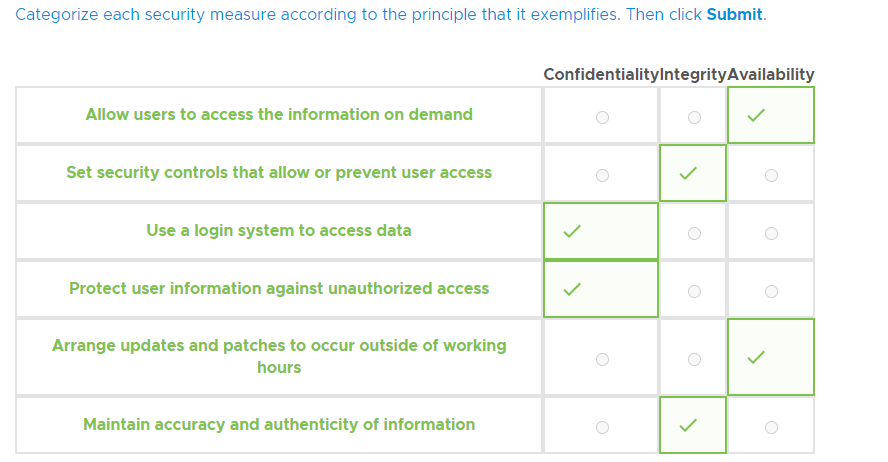 Categorize each security measure according to the principle that it exemplifies. Then click Submit.
Confidentiality Integrity Availability
Allow users to access the information on demand
Set security controls that allow or prevent user access
Use a login system to access data
Protect user information against unauthorized access
Arrange updates and patches to occur outside of working
hours
Maintain accuracy and authenticity of information